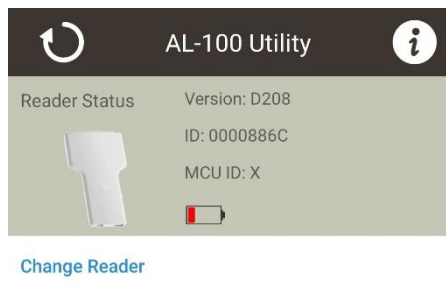 AL-100 Utility
Reader Status
Version: D208
ID: 0000886C
MCU ID: X
Change Reader